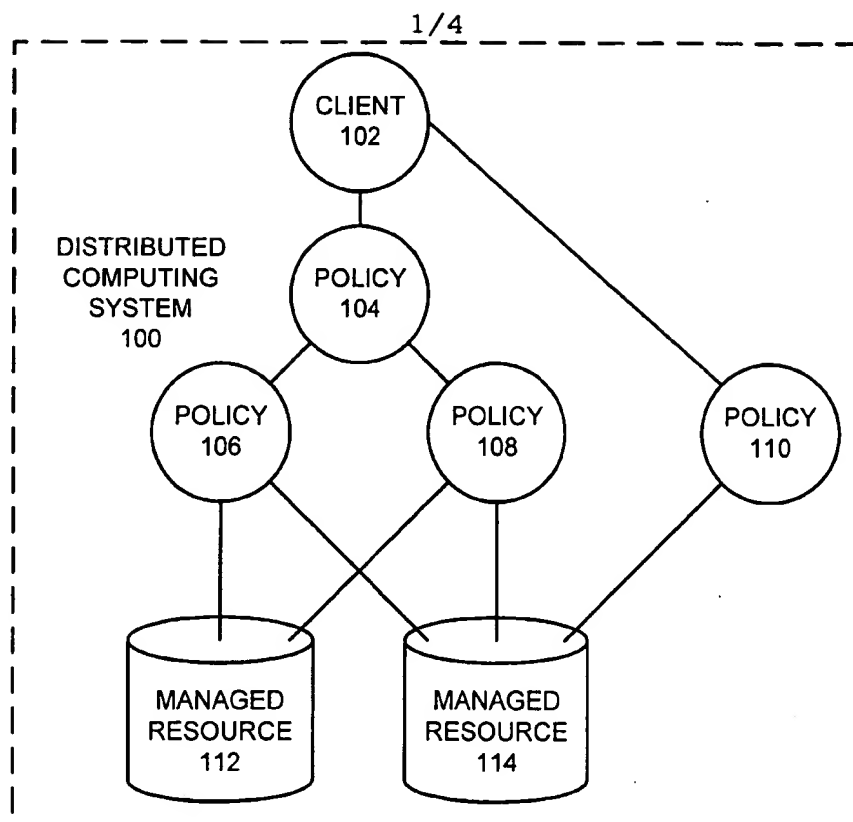 1/4
CLIENT
102
DISTRIBUTED
COMPUTING
SYSTEM
100
POLICY
104
POLICY
106
POLICY
108
POLICY
110
MANAGED
RESOURCE
112
MANAGED
RESOURCE
114